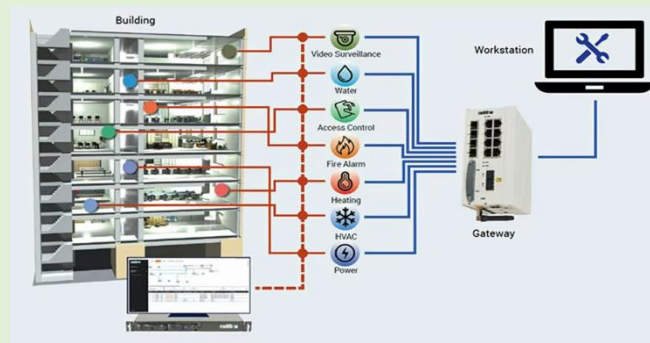 Building
Video Surveillance
Water
Access Control
Fire Alarm
Heating
HVAC
Power
Workstation
Gateway